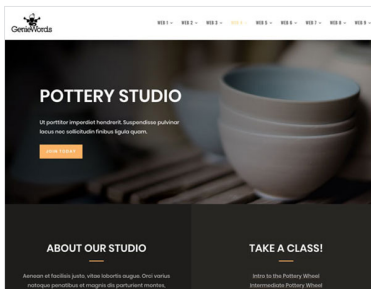 GenieWords
WEB 1 WEB 2 WEB 3 WEB 4 WEB 5 WEB 6 WEB 7 WEB 8 WEB 9
POTTERY STUDIO
Ut porttitor imperdiet hendrerit. Suspendisse pulvinar
lacus nec sollicitudin finibus ligula quam.
JOIN TODAY
ABOUT OUR STUDIO
Aenean et facilisis justo, vitae lobortis augue. Orci varius
natoque penatibus et magnis dis parturient montes,
TAKE A CLASS!
Intro to the Pottery Wheel
Intermediate Pottery Wheel